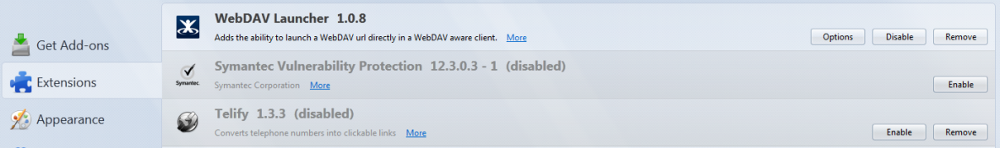 Get Add-ons
Extensions
Appearance
WebDAV Launcher 1.0.8
Adds the ability to launch a WebDAV url directly in a WebDAV aware client. More
Options Disable Remove
Symantec.
Symantec Vulnerability Protection 12.3.0.3 - 1 (disabled)
Symantec Corporation More
Enable
Telify 1.3.3 (disabled)
Converts telephone numbers into clickable links More
Enable Remove